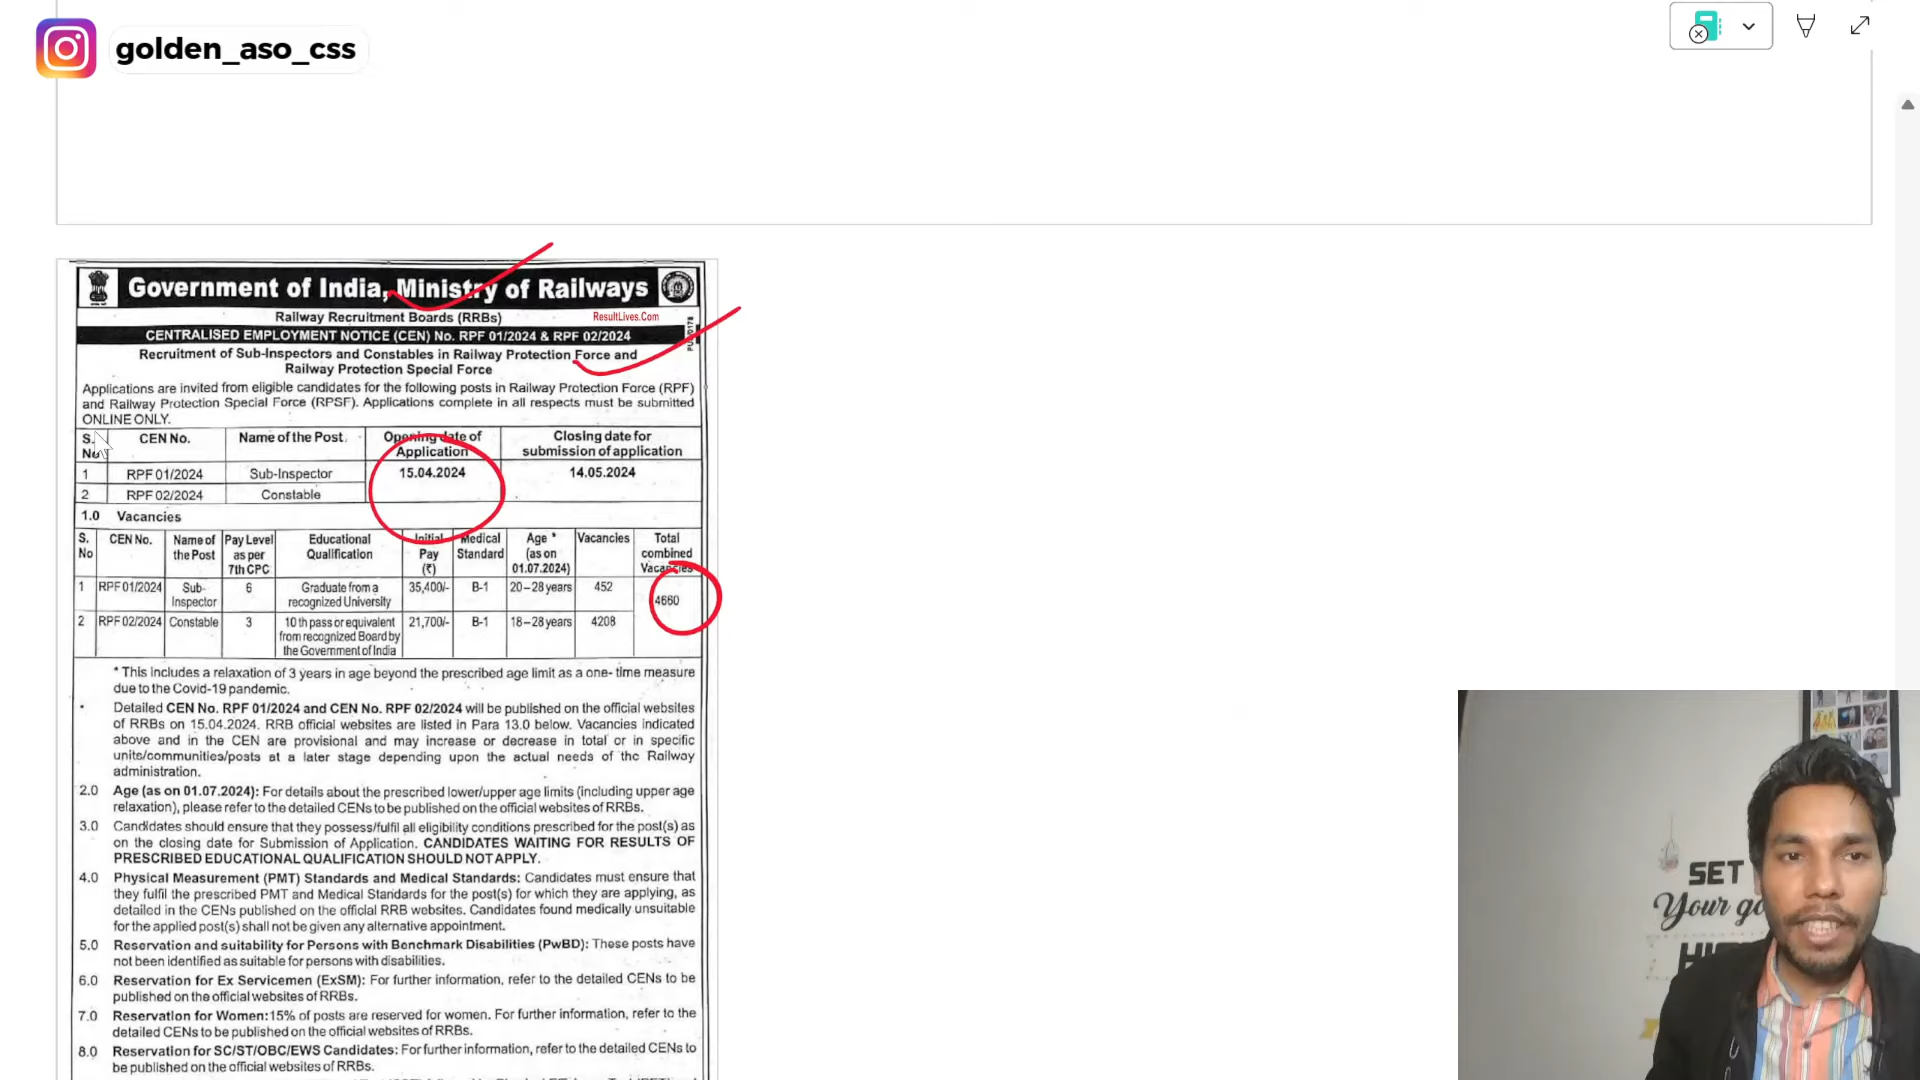 golden_aso_css
Government of India, Ministry of Railways
Railway Recruitment Boards (RRBs)
ResultLives.Com
CENTRALISED EMPLOYMENT NOTICE (CEN) No. RPF 01/2024 & RPF 02/2024
Recruitment of Sub-Inspectors and Constables in Railway Protection Force and
Railway Protection Special Force
Applications are invited from eligible candidates for the following posts in Railway Protection Force (RPF)
and Railway Protection Special Force (RPSF). Applications complete in all respects must be submitted
ONLINE ONLY.
S. No CEN No. Name of the Post Opening date of Application Closing date for submission of application
1 RPF 01/2024 Sub-Inspector 15.04.2024 14.05.2024
2 RPF 02/2024 Constable
1.0 Vacancies
S. No CEN No. Name of the Post Pay Level as per 7th CPC Educational Qualification Initial Pay (₹) Medical Standard Age * (as on 01.07.2024) Vacancies Total combined Vacancies
1 RPF 01/2024 Sub-Inspector 6 Graduate from a recognized University 35,400/- B-1 20-28 years 452 4660
2 RPF 02/2024 Constable 3 10 th pass or equivalent from recognized Board by the Government of India 21,700/- B-1 18-28 years 4208
* This includes a relaxation of 3 years in age beyond the prescribed age limit as a one- time measure
due to the Covid-19 pandemic.
Detailed CEN No. RPF 01/2024 and CEN No. RPF 02/2024 will be published on the official websites
of RRBs on 15.04.2024. RRB official websites are listed in Para 13.0 below. Vacancies indicated
above and in the CEN are provisional and may increase or decrease in total or in specific
units/communities/posts at a later stage depending upon the actual needs of the Railway
administration.
2.0 Age (as on 01.07.2024): For details about the prescribed lower/upper age limits (including upper age
relaxation), please refer to the detailed CENs to be published on the official websites of RRBs.
3.0 Candidates should ensure that they possess/fulfil all eligibility conditions prescribed for the post(s) as
on the closing date for Submission of Application. CANDIDATES WAITING FOR RESULTS OF
PRESCRIBED EDUCATIONAL QUALIFICATION SHOULD NOT APPLY.
4.0 Physical Measurement (PMT) Standards and Medical Standards: Candidates must ensure that
they fulfil the prescribed PMT and Medical Standards for the post(s) for which they are applying, as
detailed in the CENs published on the official RRB websites. Candidates found medically unsuitable
for the applied post(s) shall not be given any alternative appointment.
5.0 Reservation and suitability for Persons with Benchmark Disabilities (PwBD): These posts have
not been identified as suitable for persons with disabilities.
6.0 Reservation for Ex Servicemen (ExSM): For further information, refer to the detailed CENs to be
published on the official websites of RRBs.
7.0 Reservation for Women: 15% of posts are reserved for women. For further information, refer to the
detailed CENs to be published on the official websites of RRBs.
8.0 Reservation for SC/ST/OBC/EWS Candidates: For further information, refer to the detailed CENs to
be published on the official websites of RRBs.
SET
Your go